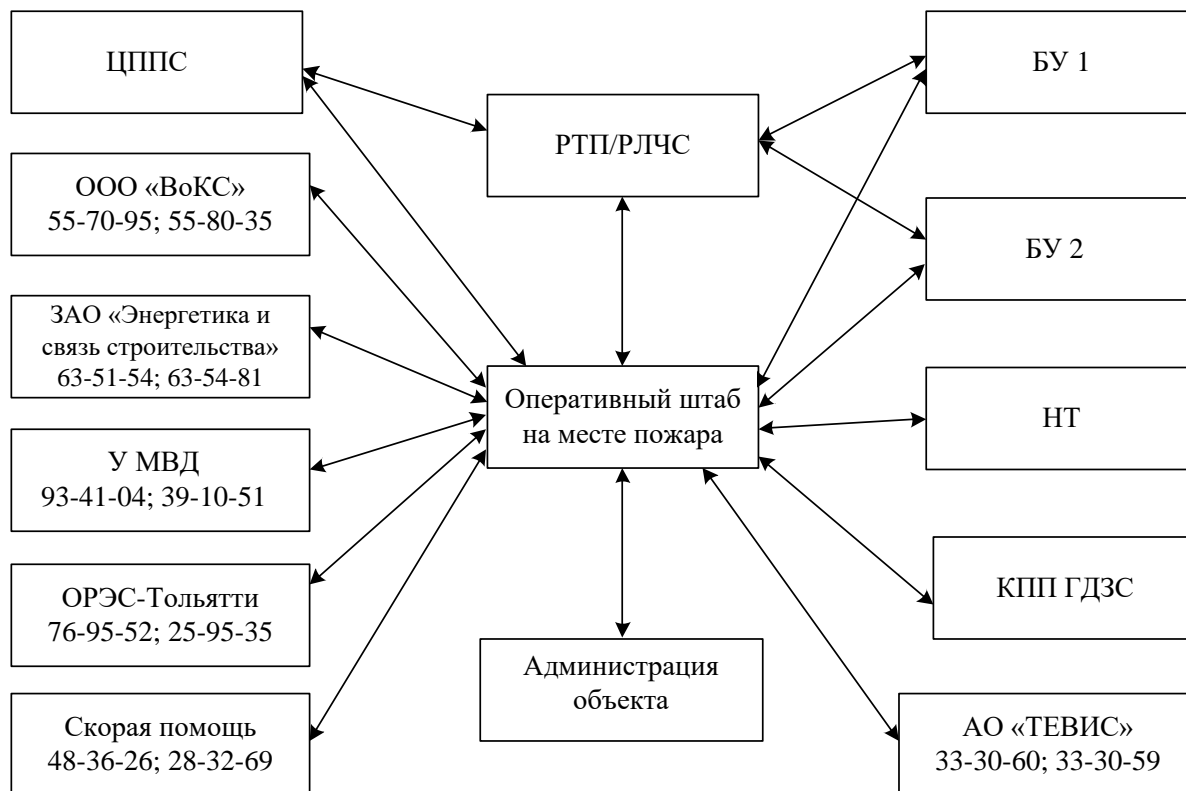 ЦППС
ООО «ВоКС»
55-70-95; 55-80-35
ЗАО «Энергетика и
связь строительства»
63-51-54; 63-54-81
У МВД
93-41-04; 39-10-51
ОРЭС-Тольятти
76-95-52; 25-95-35
Скорая помощь
48-36-26; 28-32-69
РТП/РЛЧС
Оперативный штаб
на месте пожара
Администрация
объекта
БУ 1
БУ 2
НТ
КПП ГДЗС
АО «ТЕВИС»
33-30-60; 33-30-59